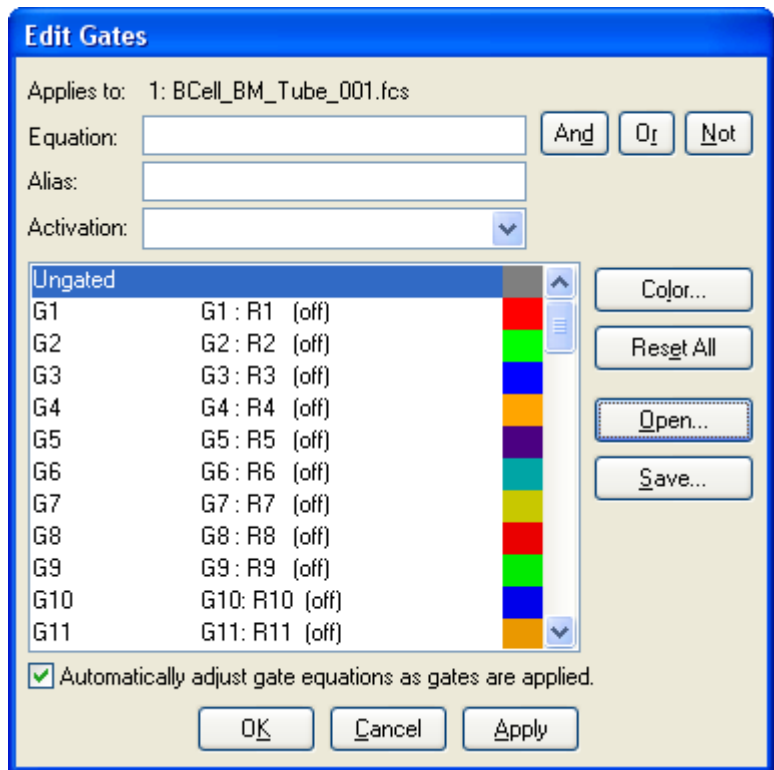 Edit Gates
Applies to: 1: BCell_BM_Tube_001.fcs
Equation: And Or Not
Alias:
Activation:
Ungated
G1 G1 : R1 (off)
G2 G2 : R2 (off)
G3 G3 : R3 (off)
G4 G4 : R4 (off)
G5 G5 : R5 (off)
G6 G6 : R6 (off)
G7 G7 : R7 (off)
G8 G8 : R8 (off)
G9 G9 : R9 (off)
G10 G10: R10 (off)
G11 G11: R11 (off)
Color...
Reset All
Open...
Save...
Automatically adjust gate equations as gates are applied.
OK Cancel Apply